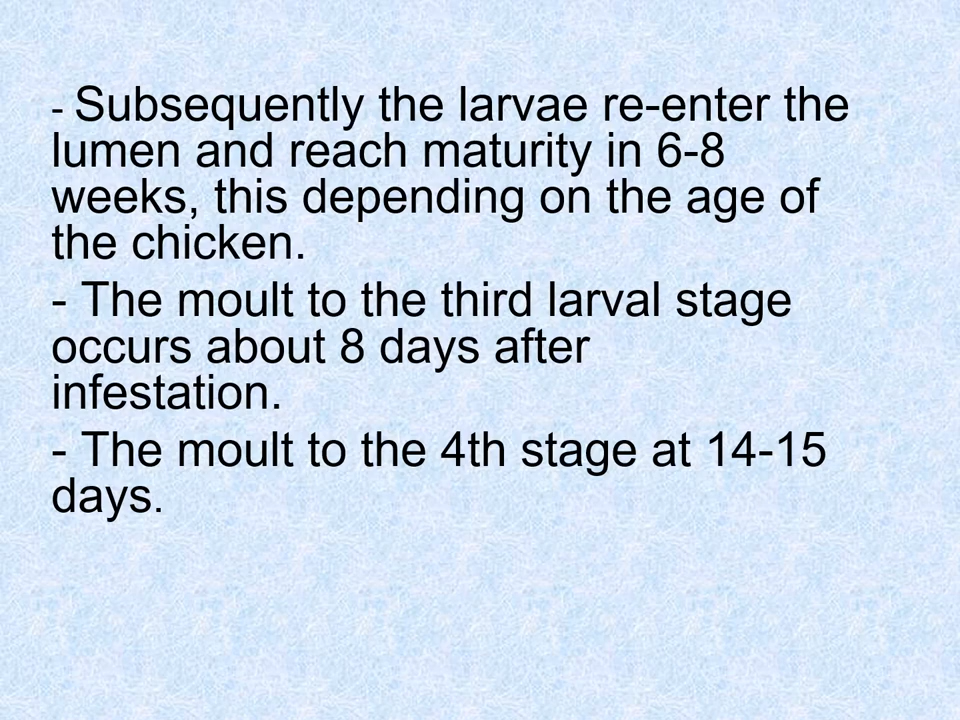 - Subsequently the larvae re-enter the
lumen and reach maturity in 6-8
weeks, this depending on the age of
the chicken.
- The moult to the third larval stage
occurs about 8 days after
infestation.
- The moult to the 4th stage at 14-15
days.